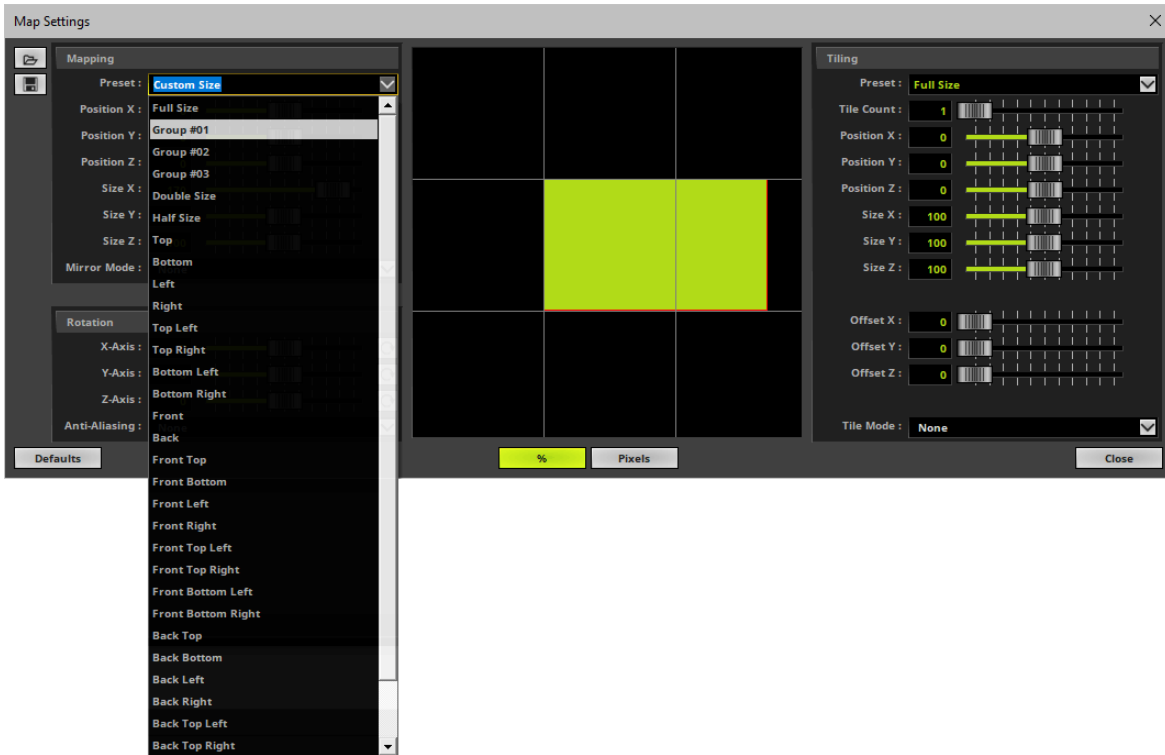 Map Settings
Mapping
Preset : Custom Size
Position X :
Position Y :
Position Z :
Size X :
Size Y :
Size Z :
Mirror Mode :
Rotation
X-Axis :
Y-Axis :
Z-Axis :
Anti-Aliasing :
Defaults
Full Size
Group #01
Group #02
Group #03
Double Size
Half Size
Top
Bottom
Left
Right
Top Left
Top Right
Bottom Left
Bottom Right
Front
Back
Front Top
Front Bottom
Front Left
Front Right
Front Top Left
Front Top Right
Front Bottom Left
Front Bottom Right
Back Top
Back Bottom
Back Left
Back Right
Back Top Left
Back Top Right
%
Pixels
Tiling
Preset : Full Size
Tile Count : 1
Position X : 0
Position Y : 0
Position Z : 0
Size X : 100
Size Y : 100
Size Z : 100
Offset X : 0
Offset Y : 0
Offset Z : 0
Tile Mode : None
Close